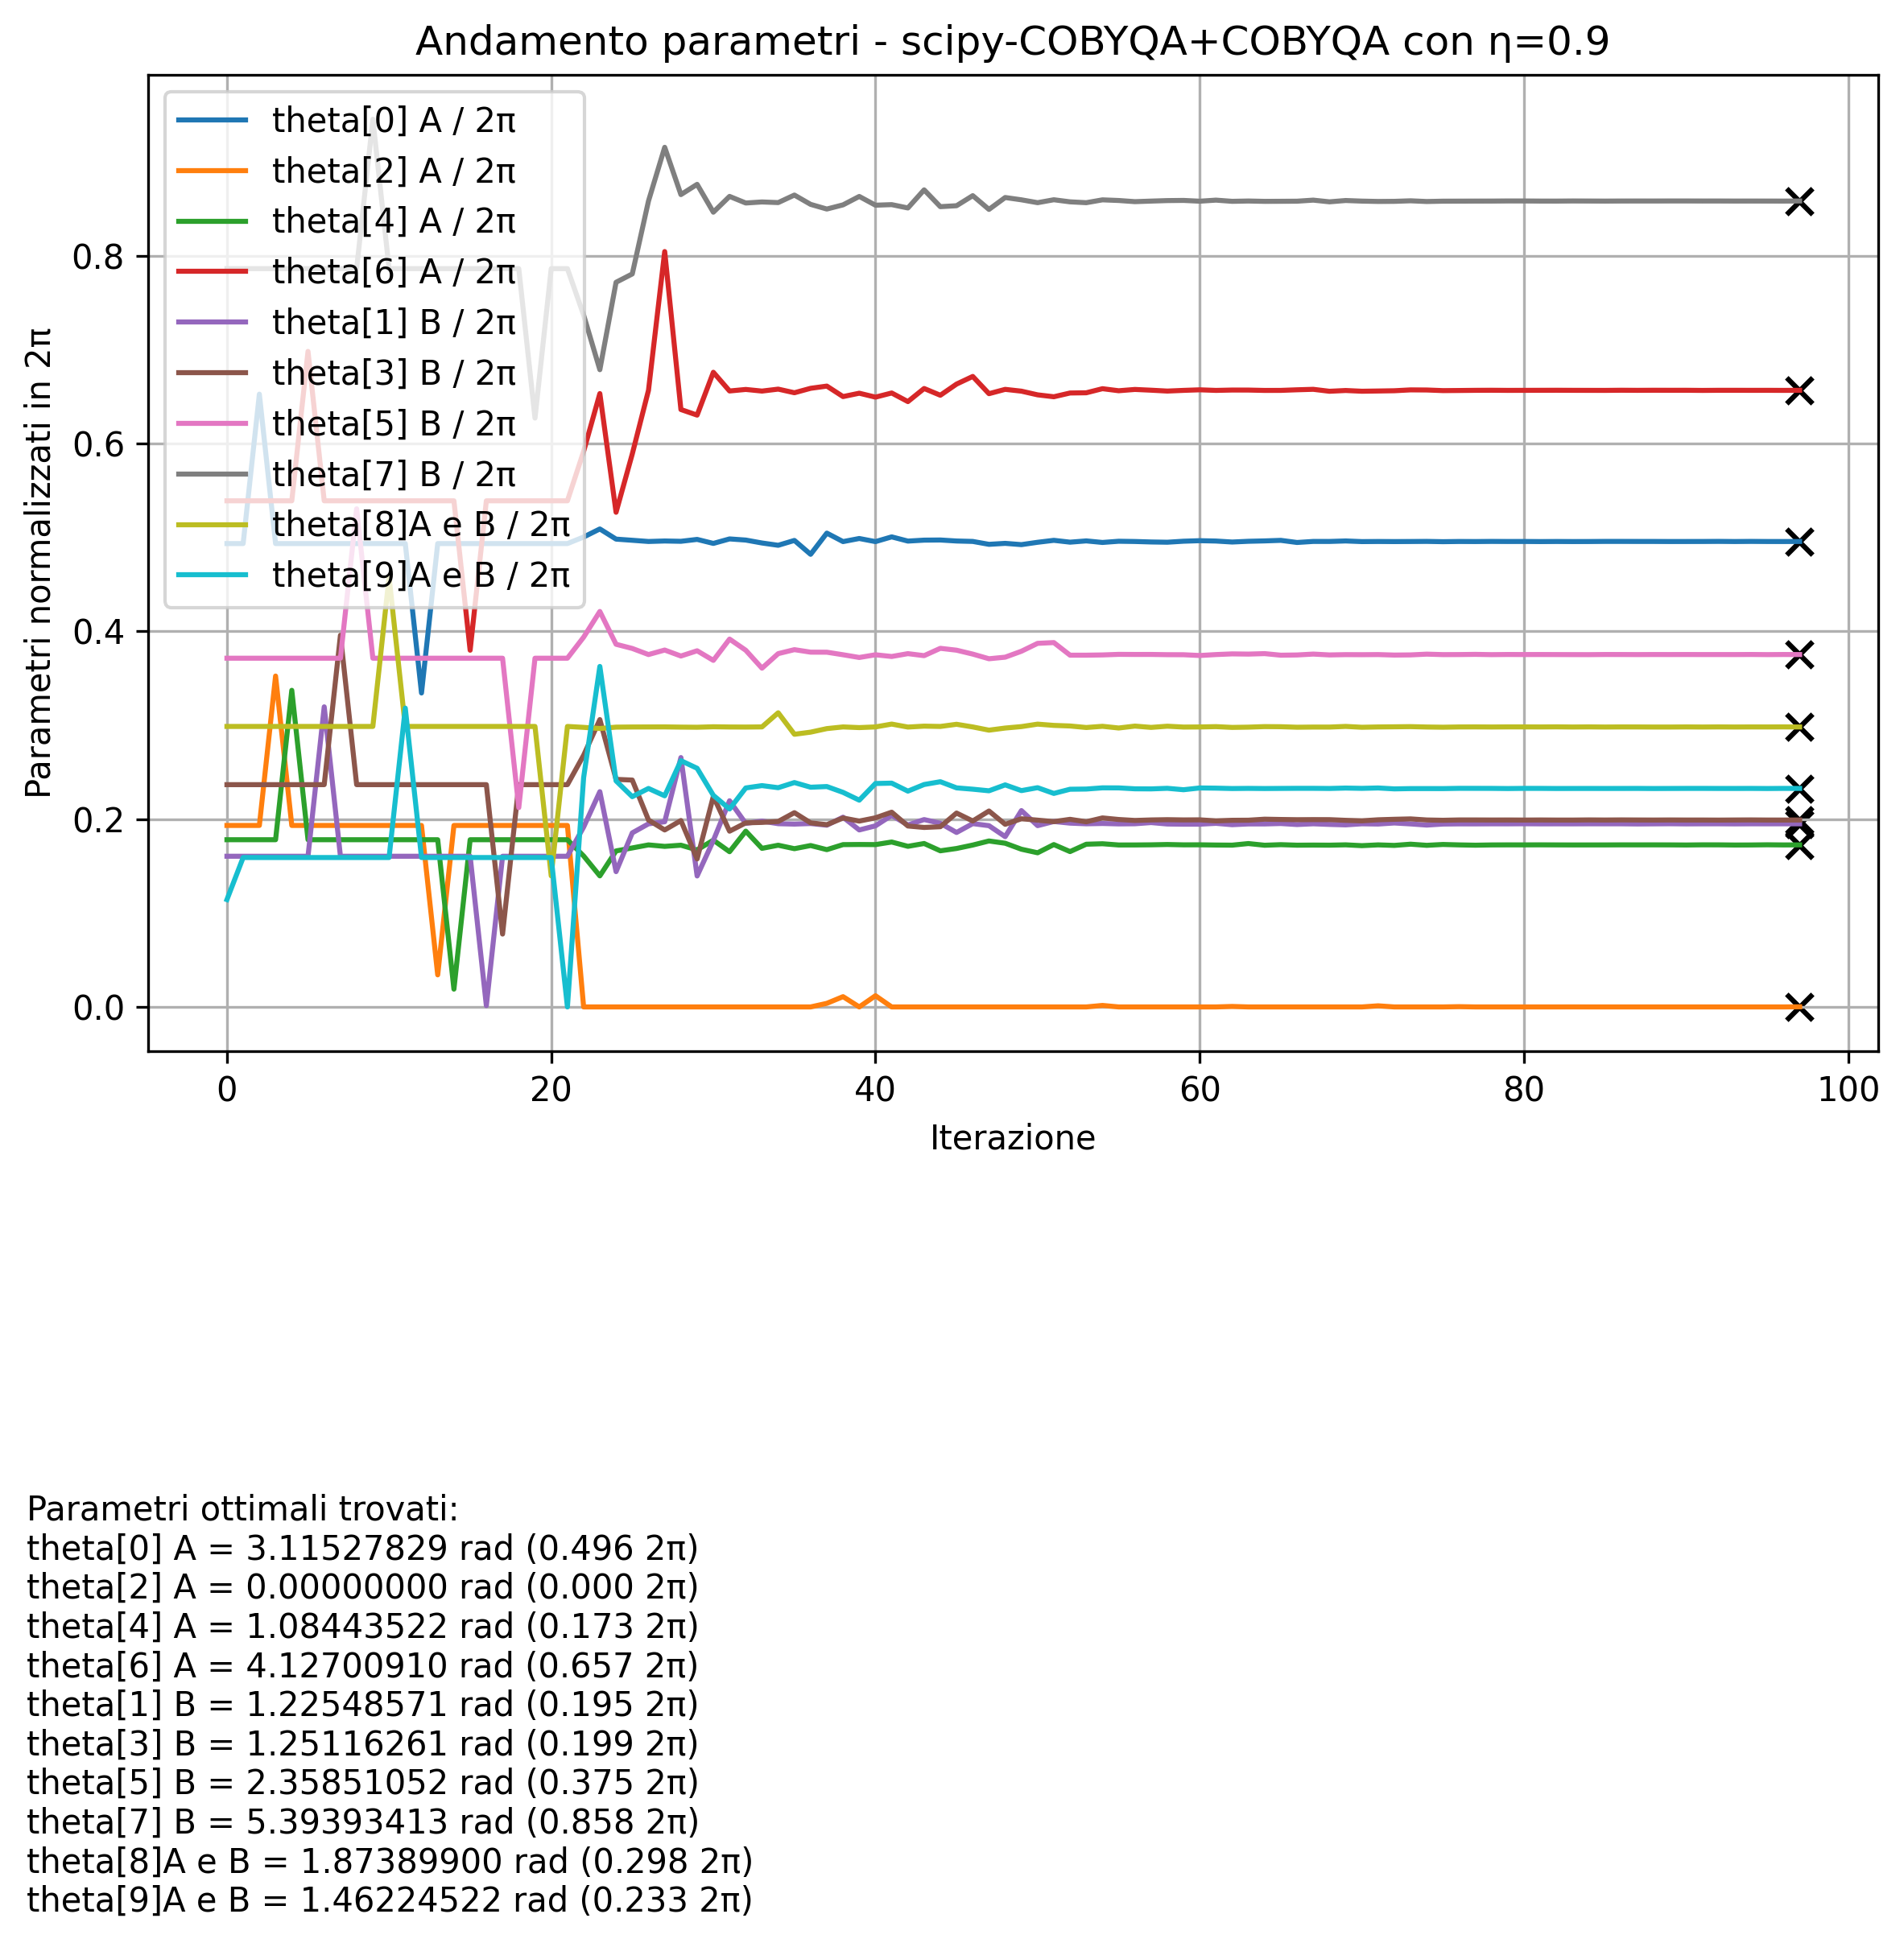 Andamento parametri - scipy-COBYQA+COBYQA con η=0.9
theta[0] A / 2π
theta[2] A / 2π
theta[4] A / 2π
theta[6] A / 2π
theta[1] B / 2π
theta[3] B / 2π
theta[5] B / 2π
theta[7] B / 2π
theta[8]A e B / 2π
theta[9]A e B / 2π
Parametri normalizzati in 2π
0.8
0.6
0.4
0.2
0.0
0 20 40 60 80 100
Iterazione
Parametri ottimali trovati:
theta[0] A = 3.11527829 rad (0.496 2π)
theta[2] A = 0.00000000 rad (0.000 2π)
theta[4] A = 1.08443522 rad (0.173 2π)
theta[6] A = 4.12700910 rad (0.657 2π)
theta[1] B = 1.22548571 rad (0.195 2π)
theta[3] B = 1.25116261 rad (0.199 2π)
theta[5] B = 2.35851052 rad (0.375 2π)
theta[7] B = 5.39393413 rad (0.858 2π)
theta[8]A e B = 1.87389900 rad (0.298 2π)
theta[9]A e B = 1.46224522 rad (0.233 2π)